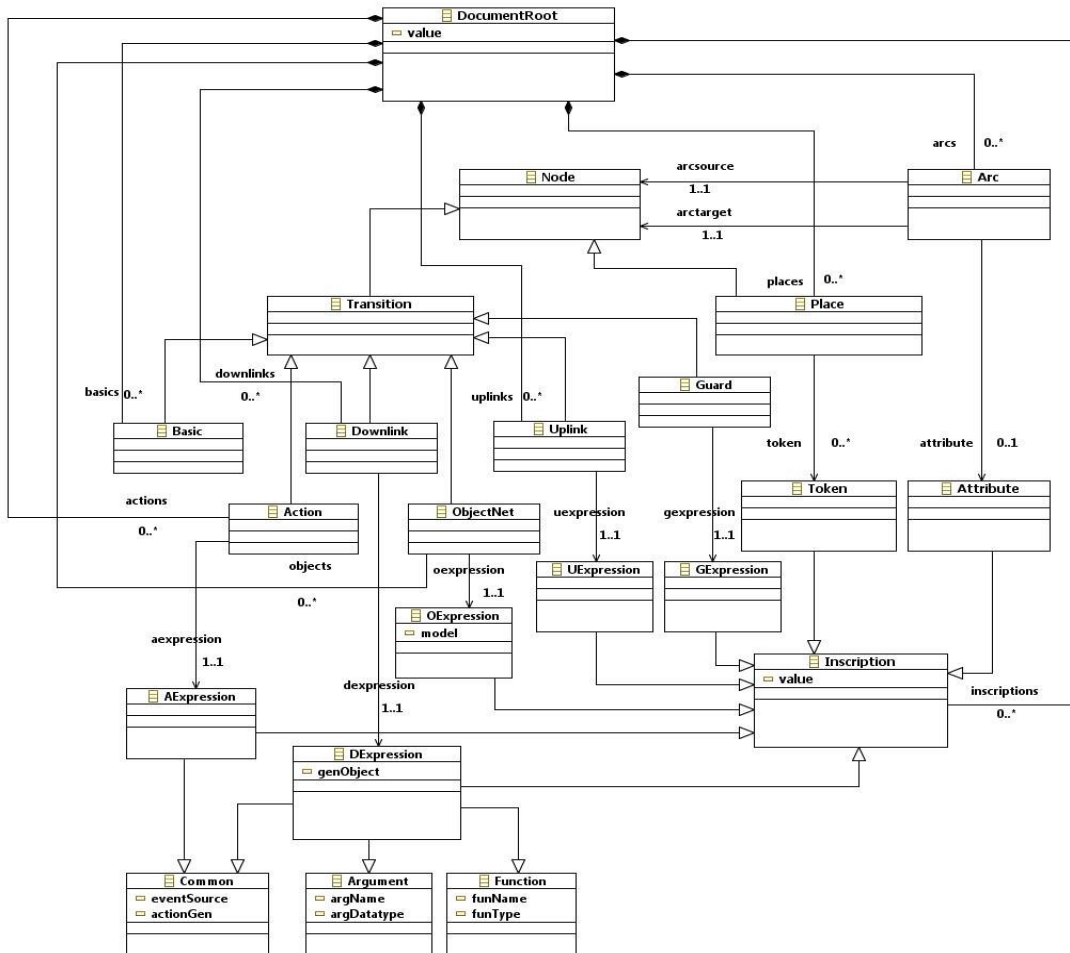 DocumentRoot
value
arcs 0..*
Node
arcsource
1..1
Arc
arctarget
1..1
places 0..*
Transition
Place
downlinks
basics 0..*
0..*
uplinks 0..*
Guard
Basic
Downlink
Uplink
token 0..*
attribute 0..1
actions
0..*
Action
ObjectNet
Token
Attribute
uexpression
1..1
gexpression
1..1
objects
0..*
oexpression
1..1
UExpression
GExpression
OExpression
model
aexpression
1..1
Inscription
value
inscriptions
0..*
dexpression
1..1
AExpression
DExpression
genObject
Common
eventSource
actionGen
Argument
argName
argDatatype
Function
funName
funType